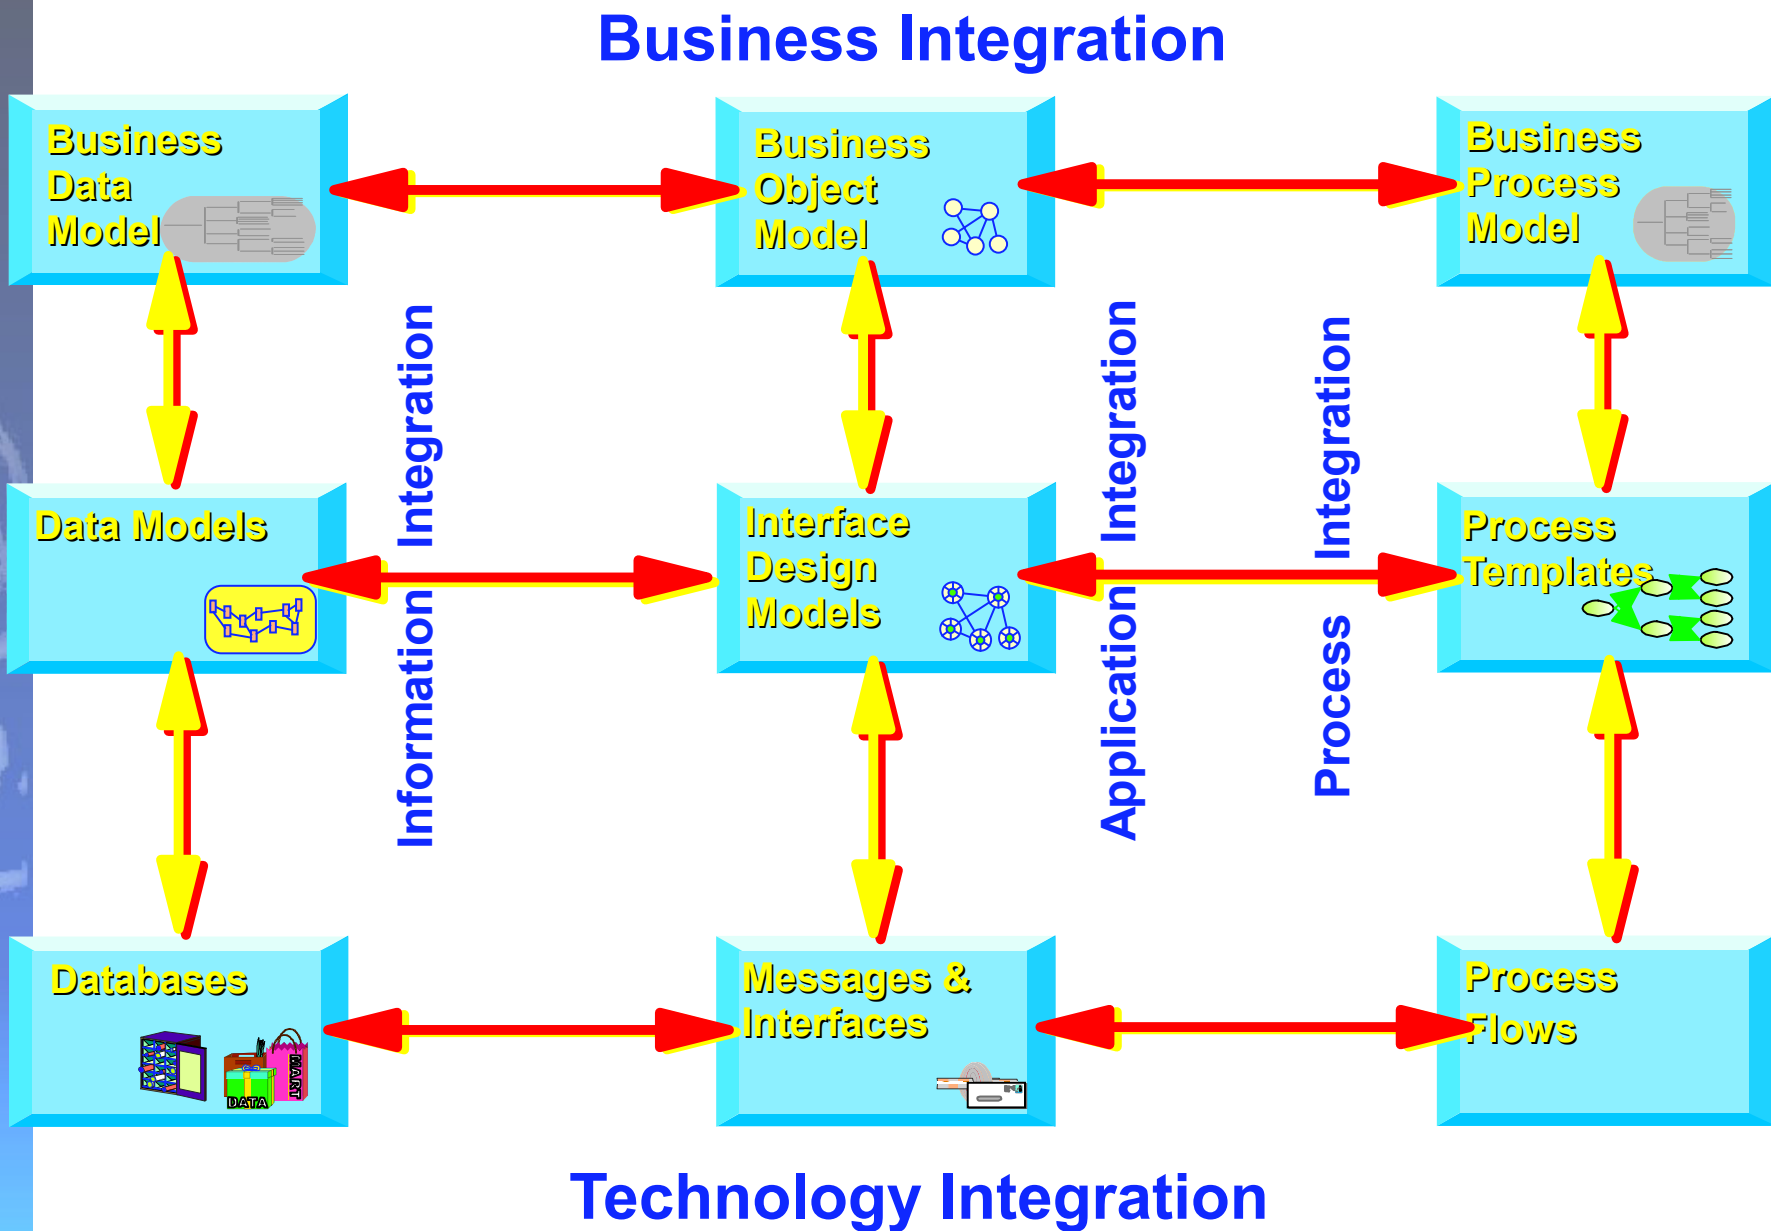 Business Integration
Business
Data
Model
Business
Object
Model
Business
Process
Model
Information Integration
Application Integration
Process Integration
Data Models
Interface
Design
Models
Process
Templates
Databases
DATA
MART
Messages &
Interfaces
Process
Flows
Technology Integration